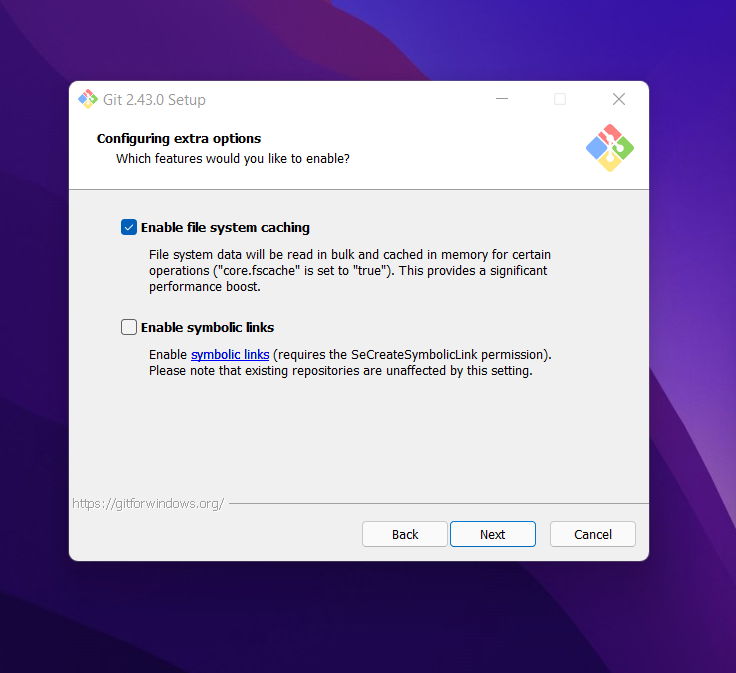 Git 2.43.0 Setup
Configuring extra options
Which features would you like to enable?
Enable file system caching
File system data will be read in bulk and cached in memory for certain
operations ("core.fscache" is set to "true"). This provides a significant
performance boost.
Enable symbolic links
Enable symbolic links (requires the SeCreateSymbolicLink permission).
Please note that existing repositories are unaffected by this setting.
https://gitforwindows.org/
Back Next Cancel